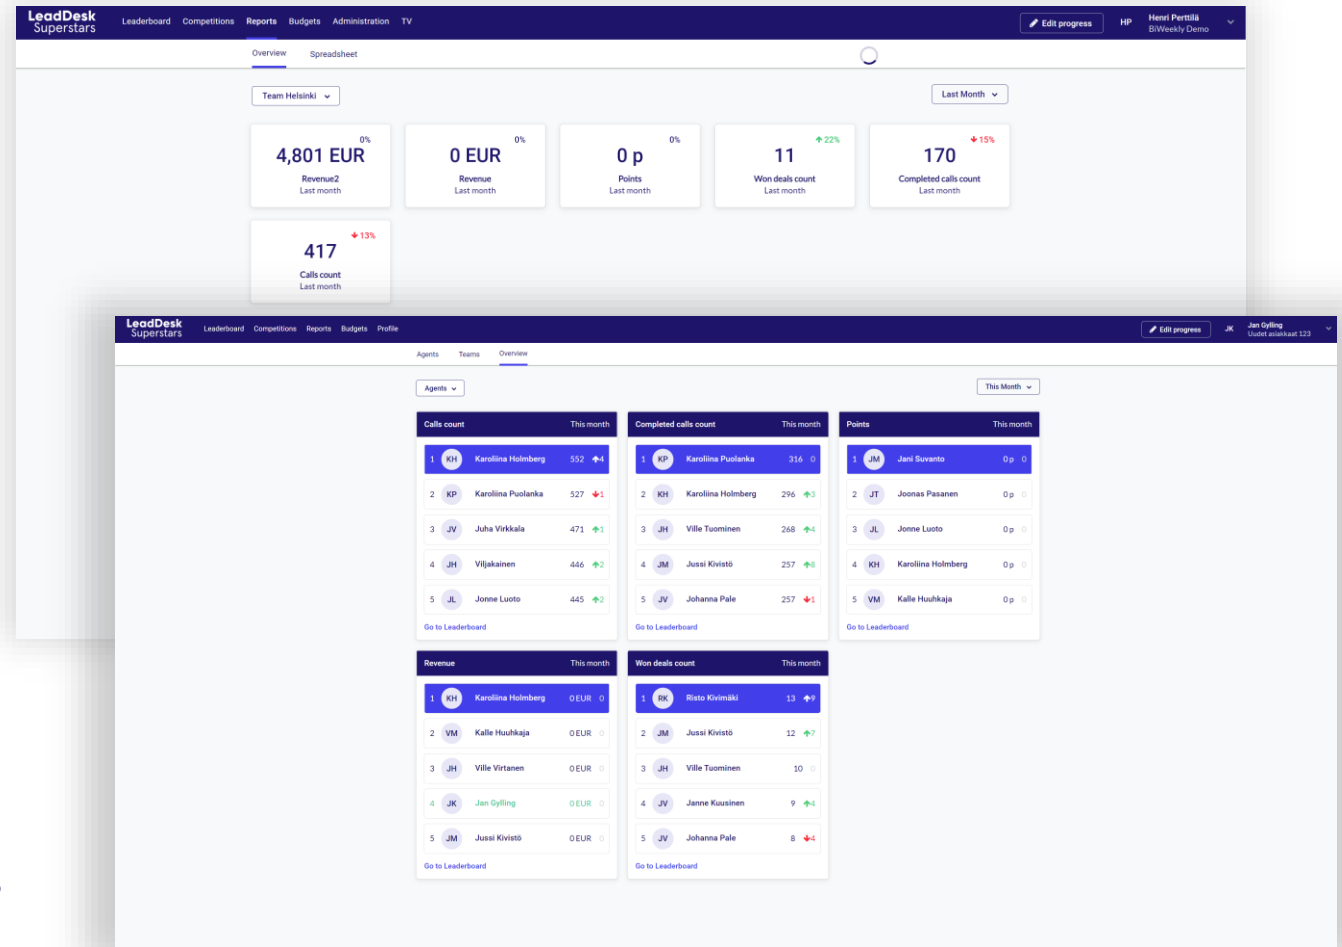 LeadDesk
Superstars
Leaderboard Competitions Reports Budgets Administration TV
Edit progress
HP
Henri Perttilä
BiWeekly Demo
Overview Spreadsheet
Team Helsinki
Last Month
0%
4,801 EUR
Revenue2
Last month
0%
0 EUR
Revenue
Last month
0%
0 p
Points
Last month
22%
11
Won deals count
Last month
15%
170
Completed calls count
Last month
13%
417
Calls count
Last month
LeadDesk
Superstars
Leaderboard Competitions Reports Budgets Profile
Edit progress
JK
Jan Gylling
Uudet asiakkaat 123
Agents Teams Overview
Agents
This Month
Calls count This month
1 KH Karoliina Holmberg 552 4
2 KP Karoliina Puolanka 527 1
3 JV Juha Virkkala 471 1
4 JH Viljakainen 446 2
5 JL Jonne Luoto 445 2
Go to Leaderboard
Completed calls count This month
1 KP Karoliina Puolanka 316 0
2 KH Karoliina Holmberg 296 3
3 JH Ville Tuominen 268 4
4 JM Jussi Kivistö 257 8
5 JV Johanna Pale 257 1
Go to Leaderboard
Points This month
1 JM Jani Suvanto 0 p 0
2 JT Joonas Pasanen 0 p 0
3 JL Jonne Luoto 0 p 0
4 KH Karoliina Holmberg 0 p 0
5 VM Kalle Huuhkaja 0 p 0
Go to Leaderboard
Revenue This month
1 KH Karoliina Holmberg 0 EUR 0
2 VM Kalle Huuhkaja 0 EUR 0
3 JH Ville Virtanen 0 EUR 0
4 JK Jan Gylling 0 EUR 0
5 JM Jussi Kivistö 0 EUR 0
Go to Leaderboard
Won deals count This month
1 RK Risto Kivimäki 13 9
2 JM Jussi Kivistö 12 7
3 JH Ville Tuominen 10 0
4 JV Janne Kuusinen 9 4
5 JV Johanna Pale 8 4
Go to Leaderboard